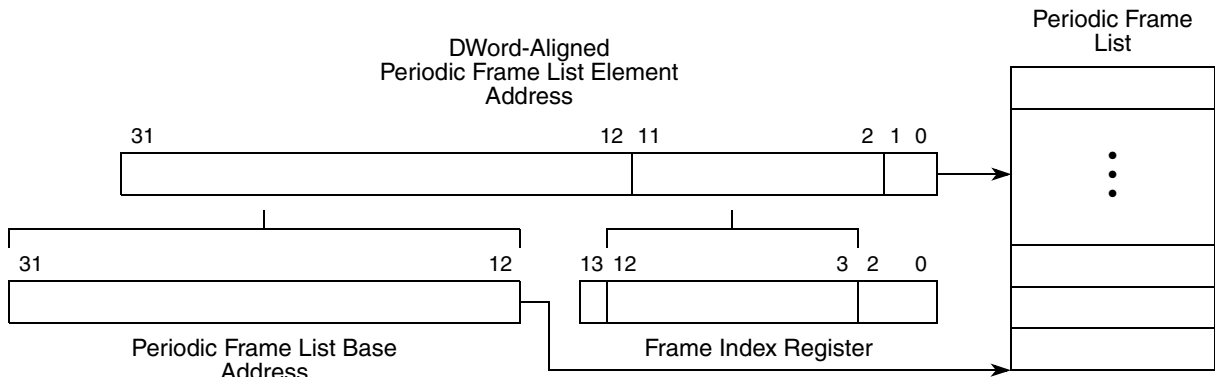 Periodic Frame
List
DWord-Aligned
Periodic Frame List Element
Address
31 12 11 2 1 0
31 12 13 12 3 2 0
Periodic Frame List Base
Address
Frame Index Register